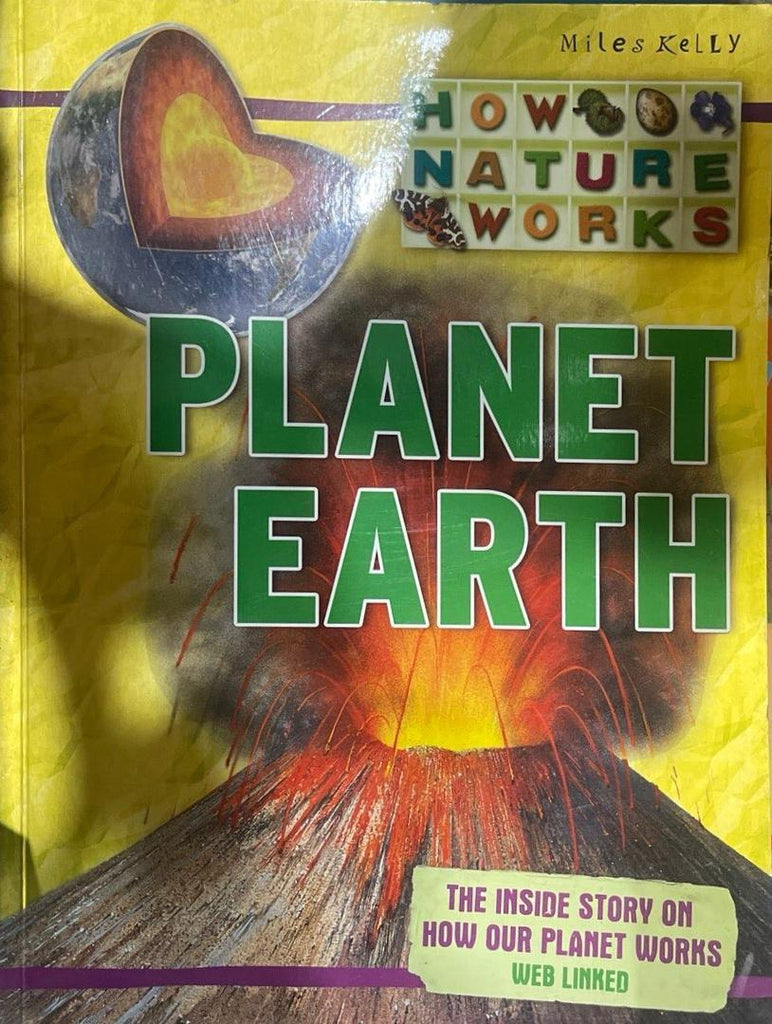 Miles Kelly
HOW
NATURE
WORKS
PLANET
EARTH
THE INSIDE STORY ON
HOW OUR PLANET WORKS
WEB LINKED